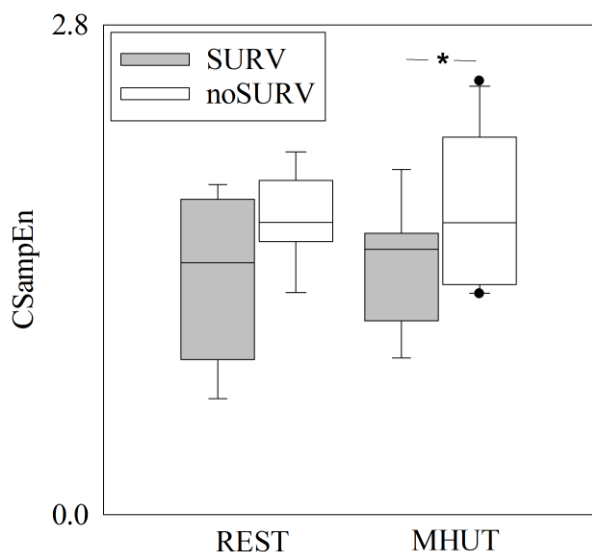 2.8
SURV
noSURV
*
CSampEn
0.0
REST
MHUT